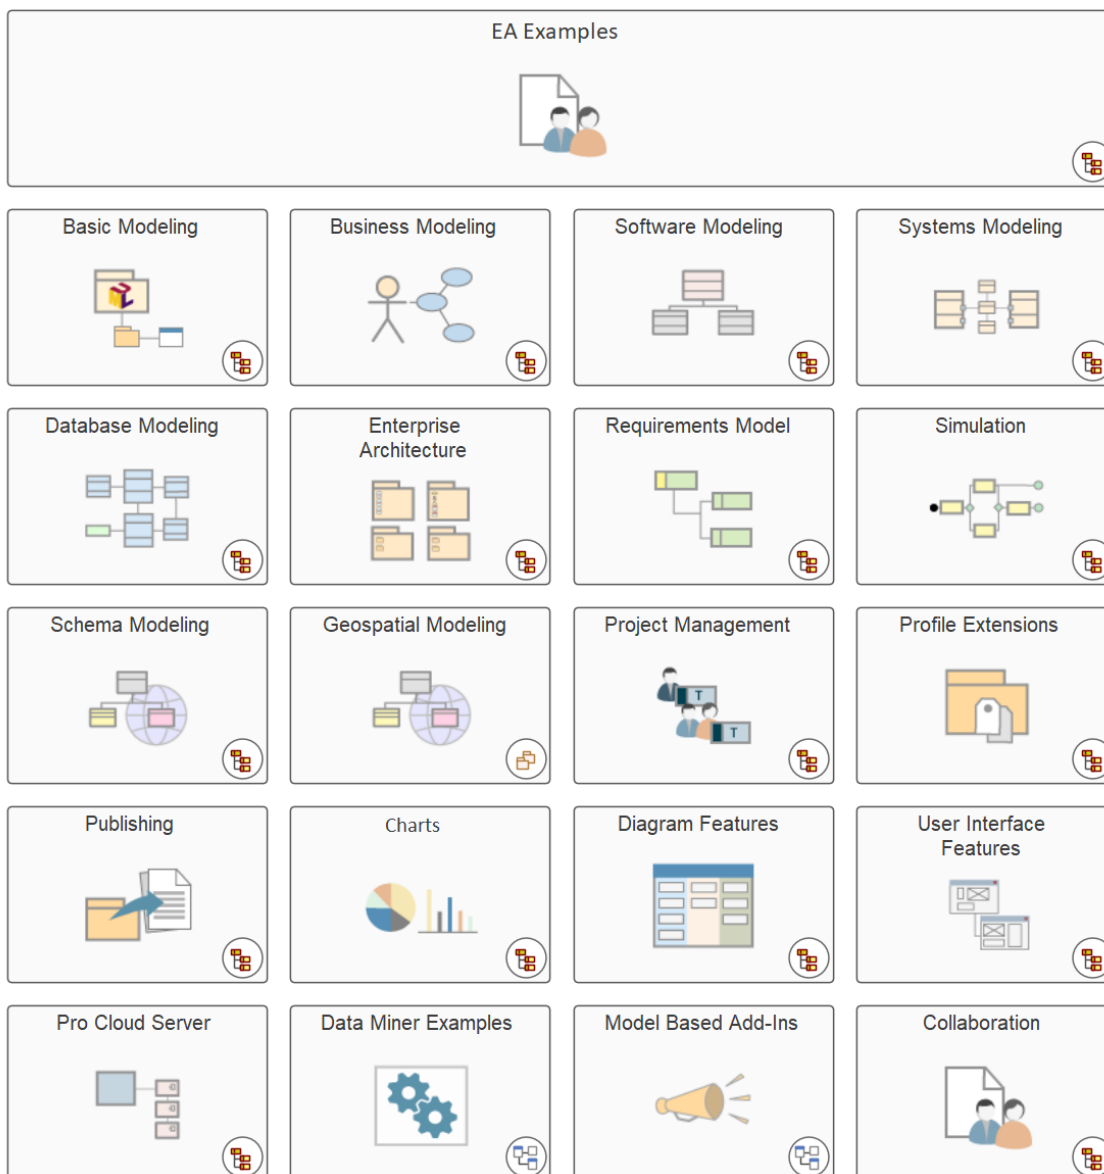 EA Examples
Basic Modeling
Business Modeling
Software Modeling
Systems Modeling
Database Modeling
Enterprise
Architecture
Requirements Model
Simulation
Schema Modeling
Geospatial Modeling
Project Management
T
T
Profile Extensions
Publishing
Charts
Diagram Features
User Interface
Features
Pro Cloud Server
Data Miner Examples
Model Based Add-Ins
Collaboration